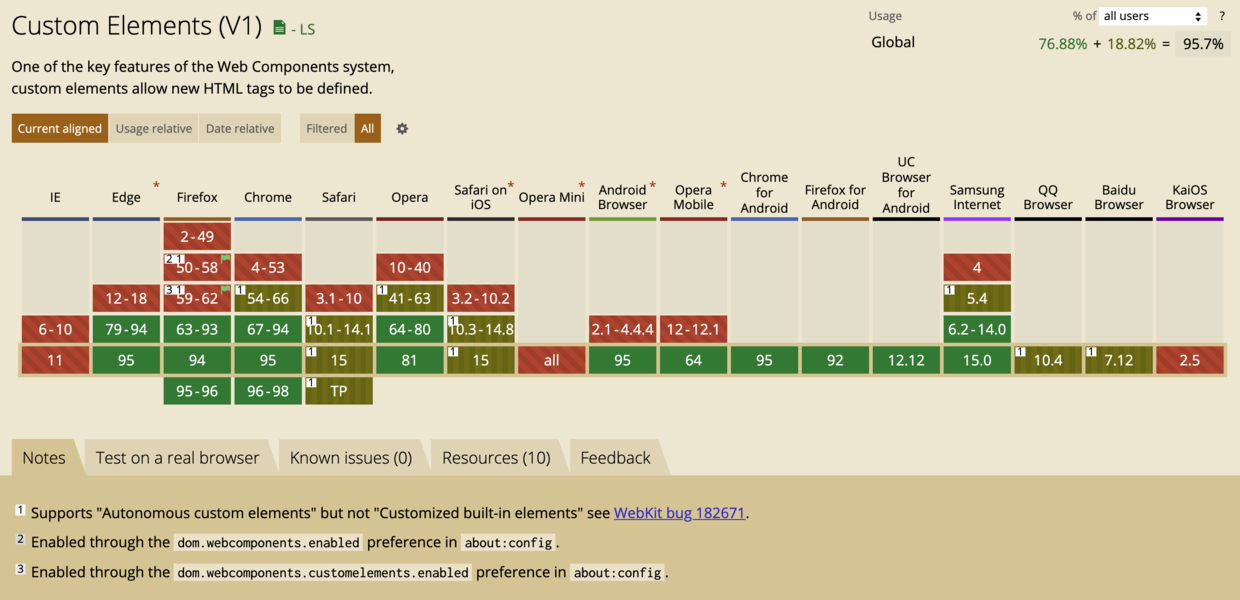 Custom Elements (V1) - LS
Usage % of all users ?
Global 76.88% + 18.82% = 95.7%
One of the key features of the Web Components system,
custom elements allow new HTML tags to be defined.
Current aligned Usage relative Date relative Filtered All
IE Edge * Firefox Chrome Safari Opera Safari on iOS * Opera Mini * Android Browser * Opera Mobile * Chrome for Android Firefox for Android UC Browser for Android Samsung Internet QQ Browser Baidu Browser KaiOS Browser
2-49
2 1 50-58 4-53 10-40 4
12-18 3 1 59-62 1 54-66 3.1-10 1 41-63 3.2-10.2 1 5.4
6-10 79-94 63-93 67-94 1 10.1-14.1 64-80 1 10.3-14.8 2.1-4.4.4 12-12.1 6.2-14.0
11 95 94 95 1 15 81 1 15 all 95 64 95 92 12.12 15.0 1 10.4 1 7.12 2.5
95-96 96-98 1 TP
Notes Test on a real browser Known issues (0) Resources (10) Feedback
1 Supports "Autonomous custom elements" but not "Customized built-in elements" see WebKit bug 182671.
2 Enabled through the dom.webcomponents.enabled preference in about:config.
3 Enabled through the dom.webcomponents.customelements.enabled preference in about:config.